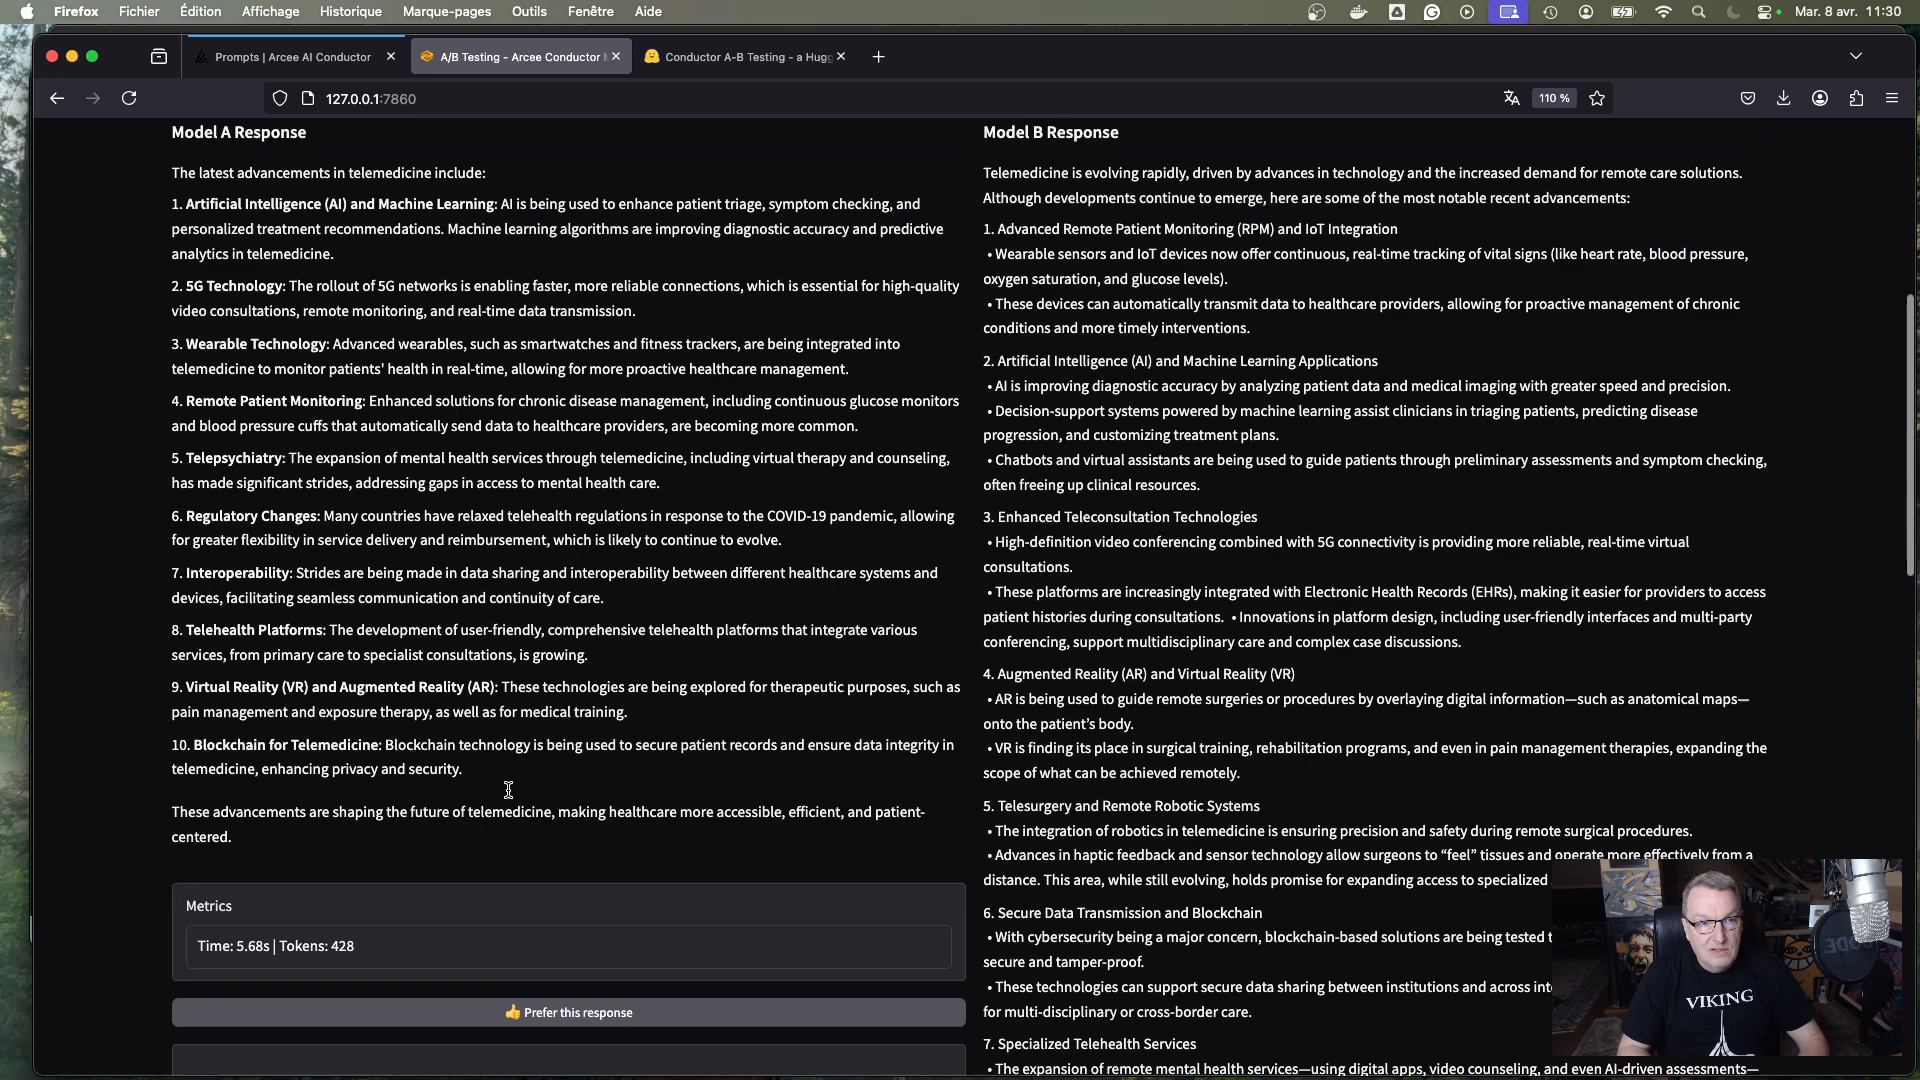 Firefox Fichier Édition Affichage Historique Marque-pages Outils Fenêtre Aide Mar. 8 avr. 11:30
Prompts | Arcee AI Conductor
A/B Testing - Arcee Conductor
Conductor A-B Testing - a Hugg
127.0.0.1:7860
110 %
Model A Response
The latest advancements in telemedicine include:
1. Artificial Intelligence (AI) and Machine Learning: AI is being used to enhance patient triage, symptom checking, and
personalized treatment recommendations. Machine learning algorithms are improving diagnostic accuracy and predictive
analytics in telemedicine.
2. 5G Technology: The rollout of 5G networks is enabling faster, more reliable connections, which is essential for high-quality
video consultations, remote monitoring, and real-time data transmission.
3. Wearable Technology: Advanced wearables, such as smartwatches and fitness trackers, are being integrated into
telemedicine to monitor patients' health in real-time, allowing for more proactive healthcare management.
4. Remote Patient Monitoring: Enhanced solutions for chronic disease management, including continuous glucose monitors
and blood pressure cuffs that automatically send data to healthcare providers, are becoming more common.
5. Telepsychiatry: The expansion of mental health services through telemedicine, including virtual therapy and counseling,
has made significant strides, addressing gaps in access to mental health care.
6. Regulatory Changes: Many countries have relaxed telehealth regulations in response to the COVID-19 pandemic, allowing
for greater flexibility in service delivery and reimbursement, which is likely to continue to evolve.
7. Interoperability: Strides are being made in data sharing and interoperability between different healthcare systems and
devices, facilitating seamless communication and continuity of care.
8. Telehealth Platforms: The development of user-friendly, comprehensive telehealth platforms that integrate various
services, from primary care to specialist consultations, is growing.
9. Virtual Reality (VR) and Augmented Reality (AR): These technologies are being explored for therapeutic purposes, such as
pain management and exposure therapy, as well as for medical training.
10. Blockchain for Telemedicine: Blockchain technology is being used to secure patient records and ensure data integrity in
telemedicine, enhancing privacy and security.
These advancements are shaping the future of telemedicine, making healthcare more accessible, efficient, and patient-
centered.
Metrics
Time: 5.68s | Tokens: 428
👍 Prefer this response
Model B Response
Telemedicine is evolving rapidly, driven by advances in technology and the increased demand for remote care solutions.
Although developments continue to emerge, here are some of the most notable recent advancements:
1. Advanced Remote Patient Monitoring (RPM) and IoT Integration
• Wearable sensors and IoT devices now offer continuous, real-time tracking of vital signs (like heart rate, blood pressure,
oxygen saturation, and glucose levels).
• These devices can automatically transmit data to healthcare providers, allowing for proactive management of chronic
conditions and more timely interventions.
2. Artificial Intelligence (AI) and Machine Learning Applications
• AI is improving diagnostic accuracy by analyzing patient data and medical imaging with greater speed and precision.
• Decision-support systems powered by machine learning assist clinicians in triaging patients, predicting disease
progression, and customizing treatment plans.
• Chatbots and virtual assistants are being used to guide patients through preliminary assessments and symptom checking,
often freeing up clinical resources.
3. Enhanced Teleconsultation Technologies
• High-definition video conferencing combined with 5G connectivity is providing more reliable, real-time virtual
consultations.
• These platforms are increasingly integrated with Electronic Health Records (EHRs), making it easier for providers to access
patient histories during consultations. • Innovations in platform design, including user-friendly interfaces and multi-party
conferencing, support multidisciplinary care and complex case discussions.
4. Augmented Reality (AR) and Virtual Reality (VR)
• AR is being used to guide remote surgeries or procedures by overlaying digital information—such as anatomical maps—
onto the patient's body.
• VR is finding its place in surgical training, rehabilitation programs, and even in pain management therapies, expanding the
scope of what can be achieved remotely.
5. Telesurgery and Remote Robotic Systems
• The integration of robotics in telemedicine is ensuring precision and safety during remote surgical procedures.
• Advances in haptic feedback and sensor technology allow surgeons to “feel” tissues and operate more effectively from a
distance. This area, while still evolving, holds promise for expanding access to specialized
6. Secure Data Transmission and Blockchain
• With cybersecurity being a major concern, blockchain-based solutions are being tested
secure and tamper-proof.
• These technologies can support secure data sharing between institutions and across
for multi-disciplinary or cross-border care.
7. Specialized Telehealth Services
• The expansion of remote mental health services—using digital apps, video counseling, and even AI-driven assessments—
VIKING